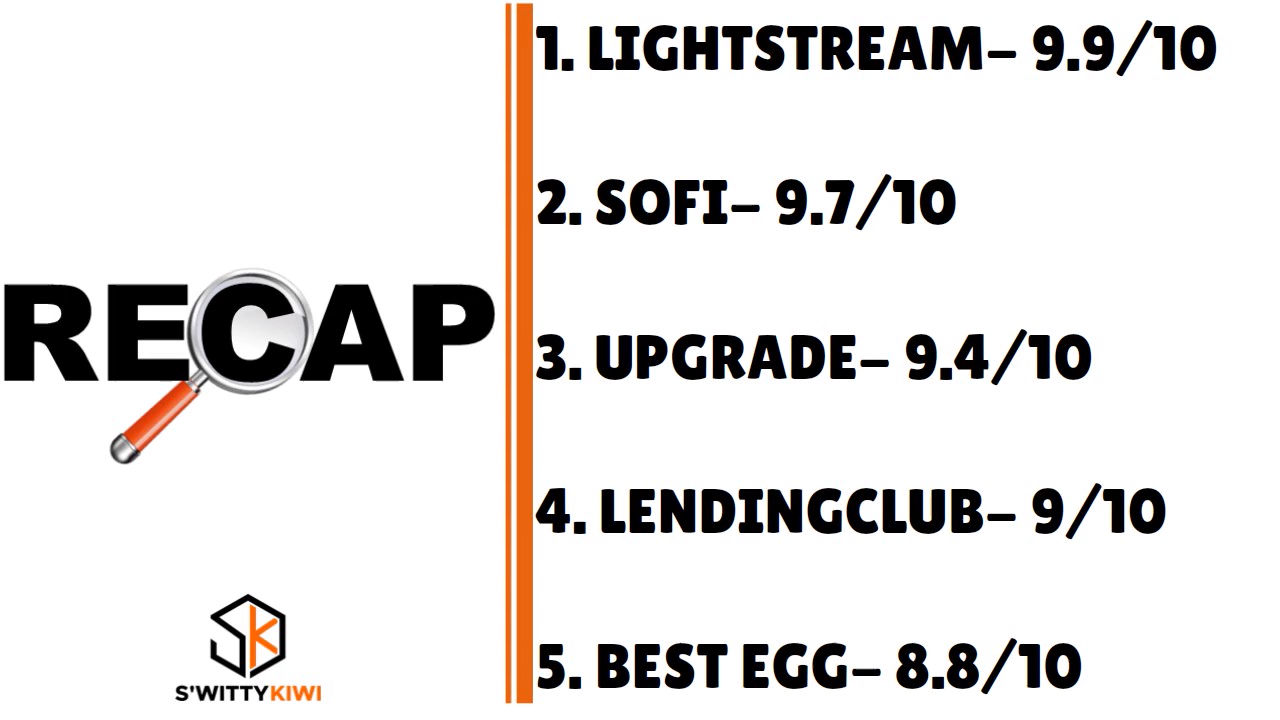 RECAP
SK
S'WITTYKIWI
1. LIGHTSTREAM- 9.9/10
2. SOFI- 9.7/10
3. UPGRADE- 9.4/10
4. LENDINGCLUB- 9/10
5. BEST EGG- 8.8/10